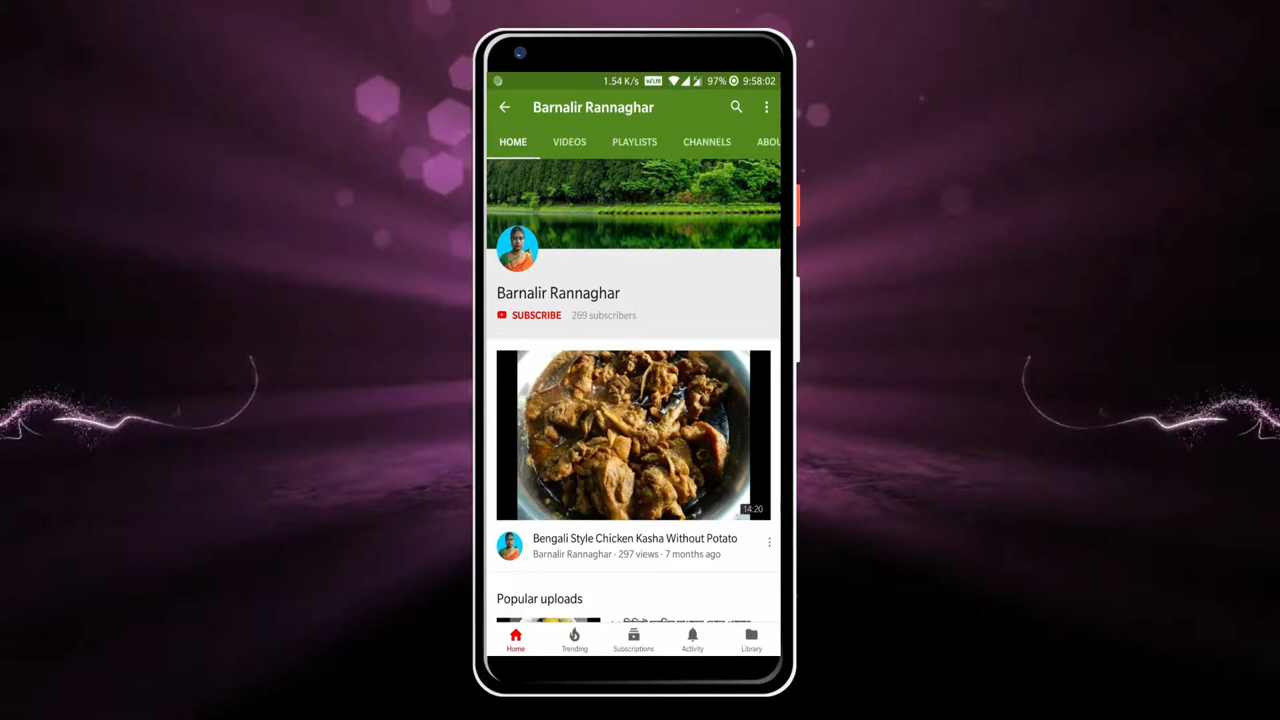 1.54 K/s 97% 9:58:02
Barnalir Rannaghar
HOME VIDEOS PLAYLISTS CHANNELS ABOU
Barnalir Rannaghar
SUBSCRIBE 269 subscribers
14:20
Bengali Style Chicken Kasha Without Potato
Barnalir Rannaghar · 297 views · 7 months ago
Popular uploads
Home Trending Subscriptions Activity Library